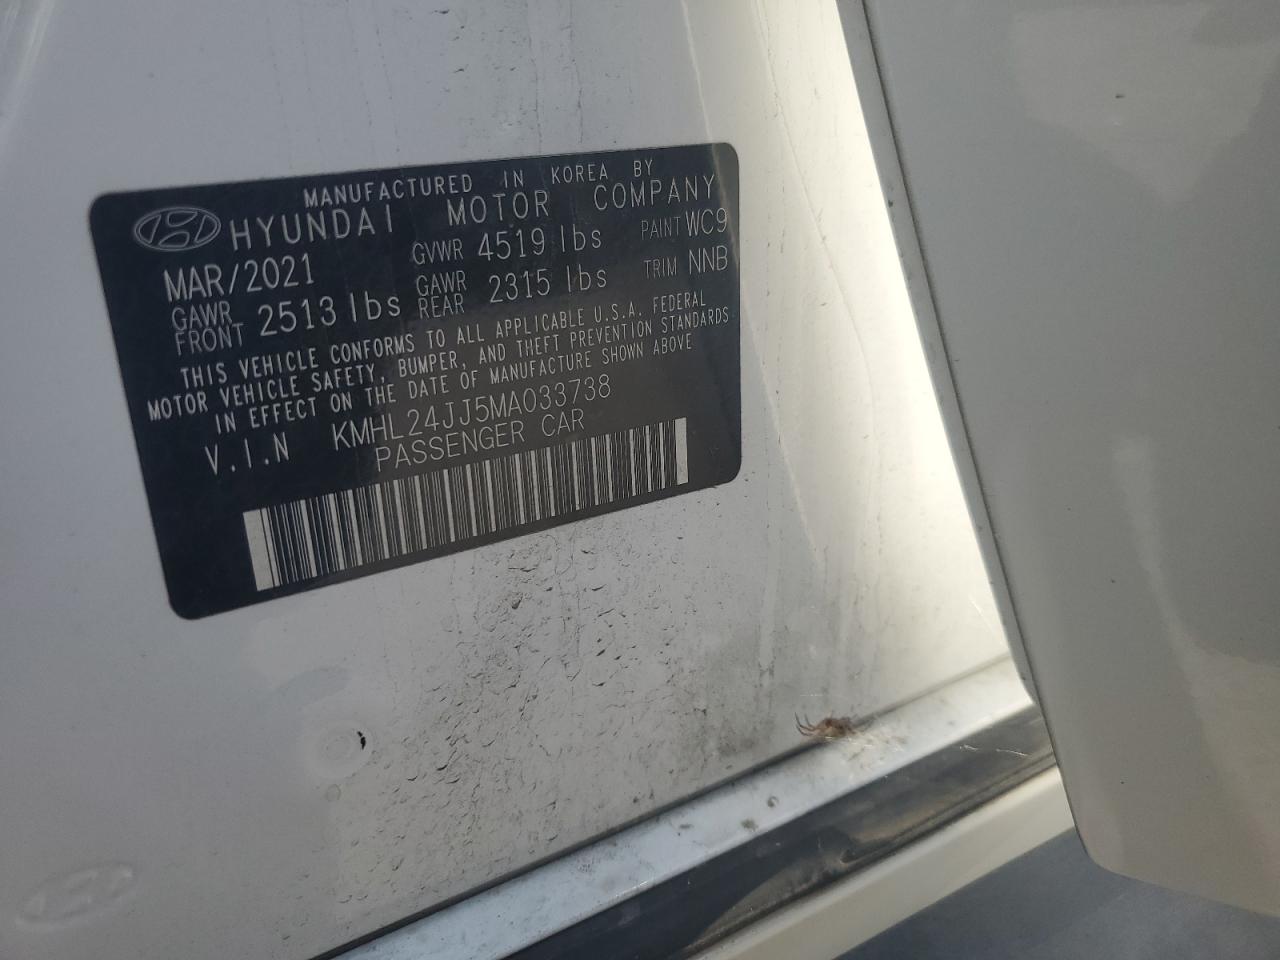 MANUFACTURED IN KOREA BY
HYUNDAI MOTOR COMPANY
MAR/2021 GVWR 4519 lbs PAINT WC9
GAWR FRONT 2513 lbs GAWR REAR 2315 lbs TRIM NNB
THIS VEHICLE CONFORMS TO ALL APPLICABLE U.S.A. FEDERAL
MOTOR VEHICLE SAFETY, BUMPER, AND THEFT PREVENTION STANDARDS
IN EFFECT ON THE DATE OF MANUFACTURE SHOWN ABOVE
V.I.N KMHL24JJ5MA033738
PASSENGER CAR